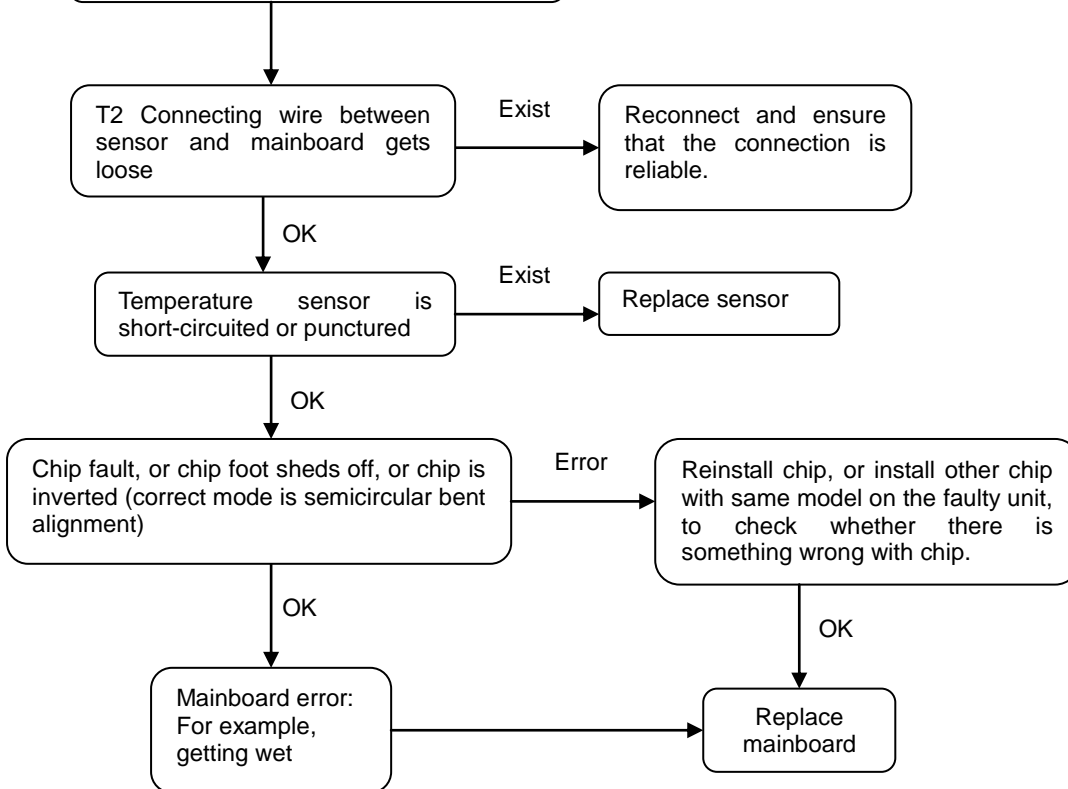 T2 Connecting wire between
sensor and mainboard gets
loose
Exist
Reconnect and ensure
that the connection is
reliable.
OK
Temperature sensor is
short-circuited or punctured
Exist
Replace sensor
OK
Chip fault, or chip foot sheds off, or chip is
inverted (correct mode is semicircular bent
alignment)
Error
Reinstall chip, or install other chip
with same model on the faulty unit,
to check whether there is
something wrong with chip.
OK
OK
Mainboard error:
For example,
getting wet
Replace
mainboard